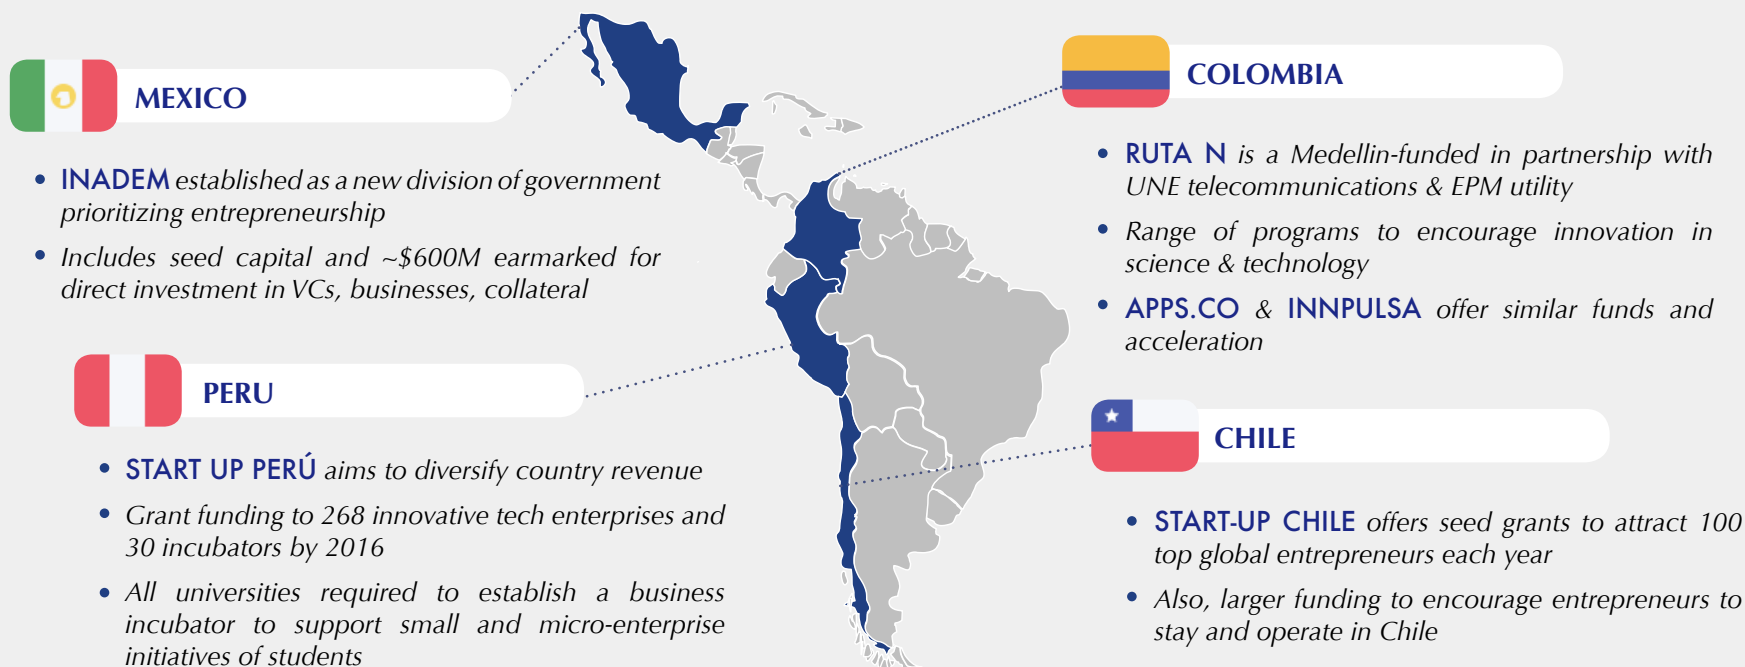 MEXICO
• INADEM established as a new division of government
prioritizing entrepreneurship
• Includes seed capital and ~$600M earmarked for
direct investment in VCs, businesses, collateral
PERU
• START UP PERÚ aims to diversify country revenue
• Grant funding to 268 innovative tech enterprises and
30 incubators by 2016
• All universities required to establish a business
incubator to support small and micro-enterprise
initiatives of students
COLOMBIA
• RUTA N is a Medellin-funded in partnership with
UNE telecommunications & EPM utility
• Range of programs to encourage innovation in
science & technology
• APPS.CO & INNPULSA offer similar funds and
acceleration
CHILE
• START-UP CHILE offers seed grants to attract 100
top global entrepreneurs each year
• Also, larger funding to encourage entrepreneurs to
stay and operate in Chile